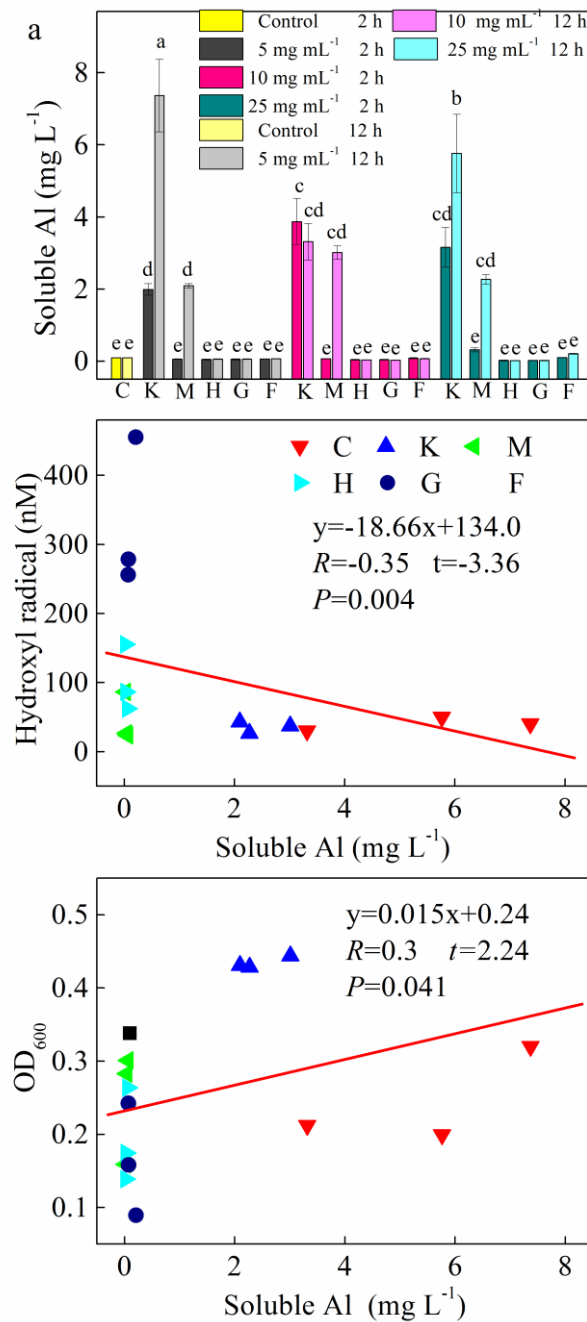 a
Control 2 h
5 mg mL⁻¹ 2 h
10 mg mL⁻¹ 2 h
25 mg mL⁻¹ 2 h
Control 12 h
5 mg mL⁻¹ 12 h
10 mg mL⁻¹ 12 h
25 mg mL⁻¹ 12 h
Soluble Al (mg L⁻¹)
8
6
4
2
0
e e d a e d e e e e e e c cd e cd e e e e e e cd b e cd e e e e e e
C K M H G F K M H G F K M H G F
Hydroxyl radical (nM)
400
300
200
100
0
C K M
H G F
y=-18.66x+134.0
R=-0.35 t=-3.36
P=0.004
0 2 4 6 8
Soluble Al (mg L⁻¹)
OD₆₀₀
0.5
0.4
0.3
0.2
0.1
y=0.015x+0.24
R=0.3 t=2.24
P=0.041
0 2 4 6 8
Soluble Al (mg L⁻¹)